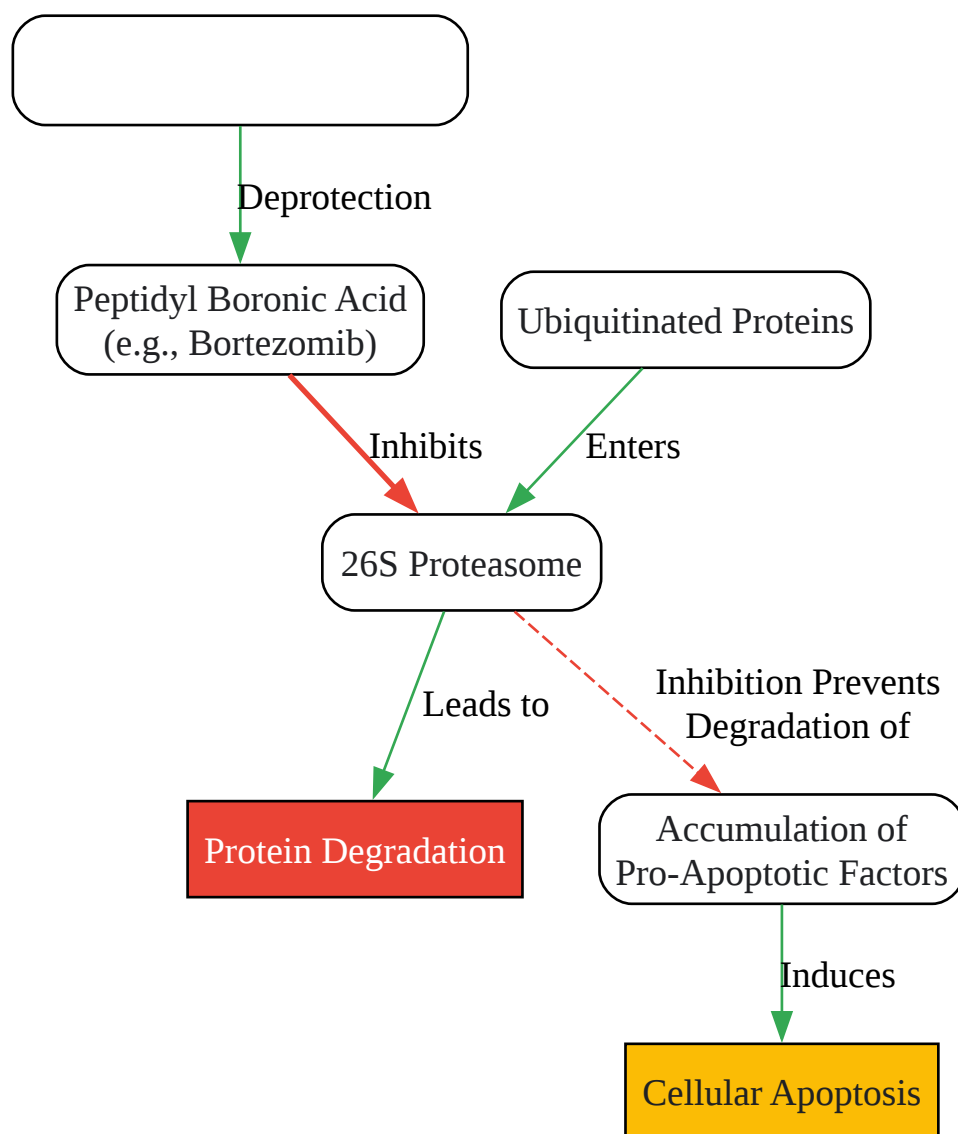 Deprotection
Peptidyl Boronic Acid
(e.g., Bortezomib)
Ubiquitinated Proteins
Inhibits
Enters
26S Proteasome
Leads to
Inhibition Prevents
Degradation of
Protein Degradation
Accumulation of
Pro-Apoptotic Factors
Induces
Cellular Apoptosis